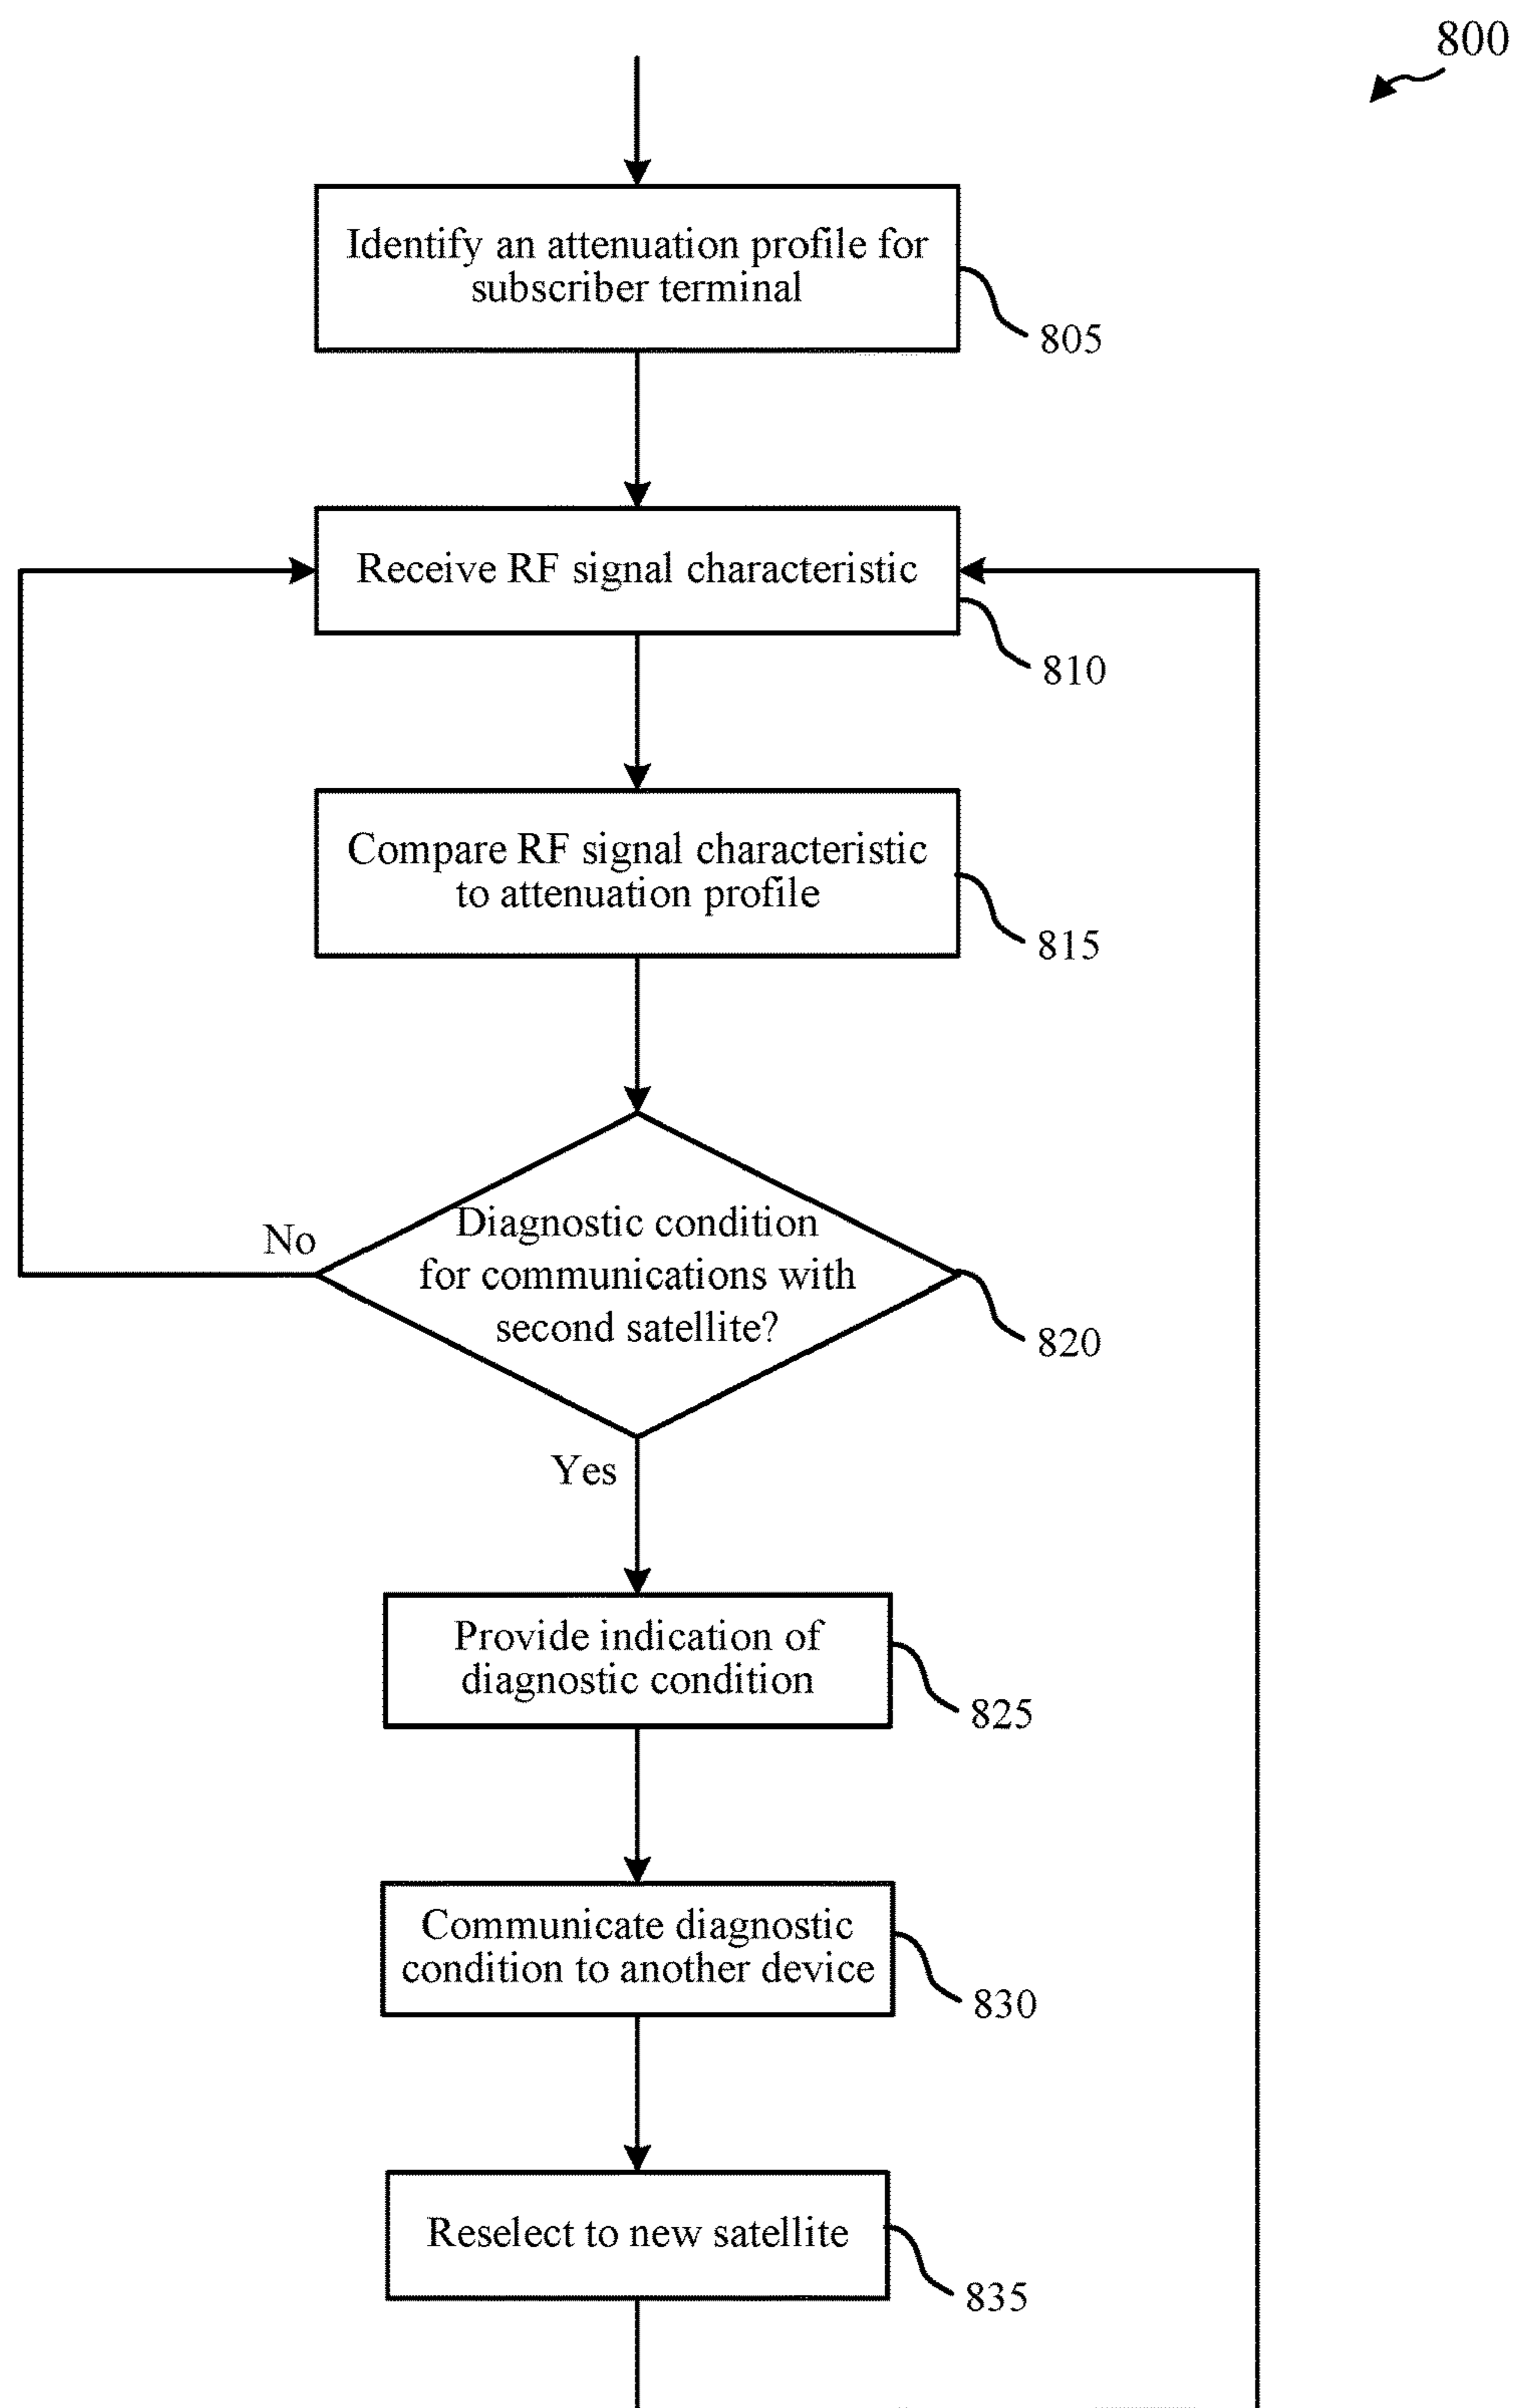 800
Identify an attenuation profile for
subscriber terminal
805
Receive RF signal characteristic
810
Compare RF signal characteristic
to attenuation profile
815
No
Diagnostic condition
for communications with
second satellite?
820
Yes
Provide indication of
diagnostic condition
825
Communicate diagnostic
condition to another device
830
Reselect to new satellite
835